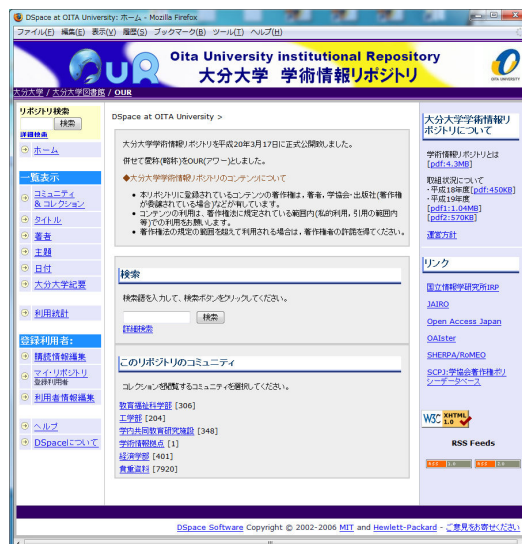 DSpace at OITA University: ホーム - Mozilla Firefox
ファイル(F) 編集(E) 表示(V) 履歴(S) ブックマーク(B) ツール(T) ヘルプ(H)
OUR
Oita University institutional Repository
大分大学 学術情報リポジトリ
OITA UNIVERSITY
大分大学 / 大分大学図書館 / OUR
リポジトリ検索
検索
詳細検索
ホーム
一覧表示
コミュニティ
& コレクション
タイトル
著者
主題
日付
大分大学紀要
利用統計
登録利用者:
購読情報編集
マイ・リポジトリ
登録利用者
利用者情報編集
ヘルプ
DSpaceについて
DSpace at OITA University >
大分大学学術情報リポジトリを平成20年3月17日に正式公開致しました。
併せて愛称(略称)をOUR(アワー)としました。
◆大分大学学術情報リポジトリのコンテンツについて
• 本リポジトリに登録されているコンテンツの著作権は,著者,学協会・出版社(著作権
が委譲されている場合)などが有しています。
• コンテンツの利用は、著作権法に規定されている範囲内(私的利用、引用の範囲内
等)での利用をお願いします。
• 著作権法の規定の範囲を超えて利用される場合は,著作権者の許諾を得てください。
検索
検索語を入力して、検索ボタンをクリックしてください。
検索
詳細検索
このリポジトリのコミュニティ
コレクションを閲覧するコミュニティを選択してください。
教育福祉科学部 [306]
工学部 [204]
学内共同教育研究施設 [348]
学術情報拠点 [1]
経済学部 [401]
貴重資料 [7920]
大分大学学術情報リ
ポジトリについて
学術情報リポジトリとは
[pdf:4.3MB]
取組状況について
・平成18年度[pdf:450KB]
・平成19年度
[pdf1:1.04MB]
[pdf2:570KB]
運営方針
リンク
国立情報学研究所IRP
JAIRO
Open Access Japan
OAIster
SHERPA/RoMEO
SCPJ:学協会著作権ポリ
シーデータベース
W3C XHTML 1.0
RSS Feeds
RSS 1.0 RSS 2.0
DSpace Software Copyright © 2002-2006 MIT and Hewlett-Packard - ご意見をお寄せください